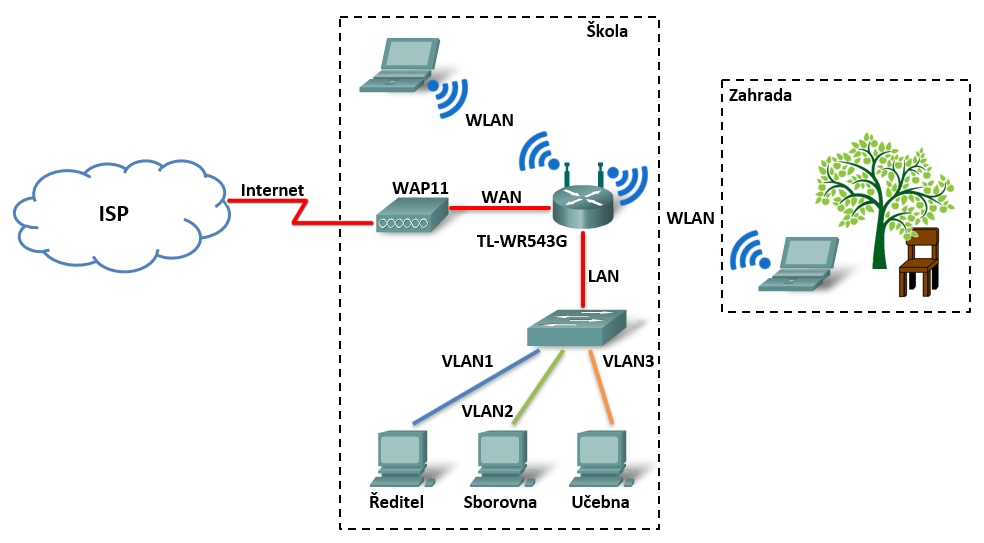 Škola
Zahrada
WLAN
Internet
WAP11
WAN
ISP
WLAN
TL-WR543G
LAN
VLAN1
VLAN3
VLAN2
Ředitel
Sborovna
Učebna